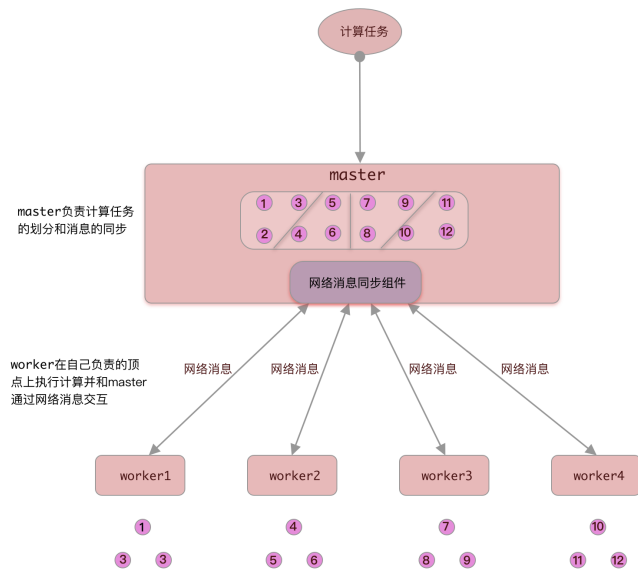 计算任务
master
1 3 5 7 9 11
2 4 6 8 10 12
master负责计算任务
的划分和消息的同步
网络消息同步组件
worker在自己负责的顶
点上执行计算并和master
通过网络消息交互
网络消息 网络消息 网络消息 网络消息
worker1 worker2 worker3 worker4
1 4 7 10
3 3 5 6 8 9 11 12